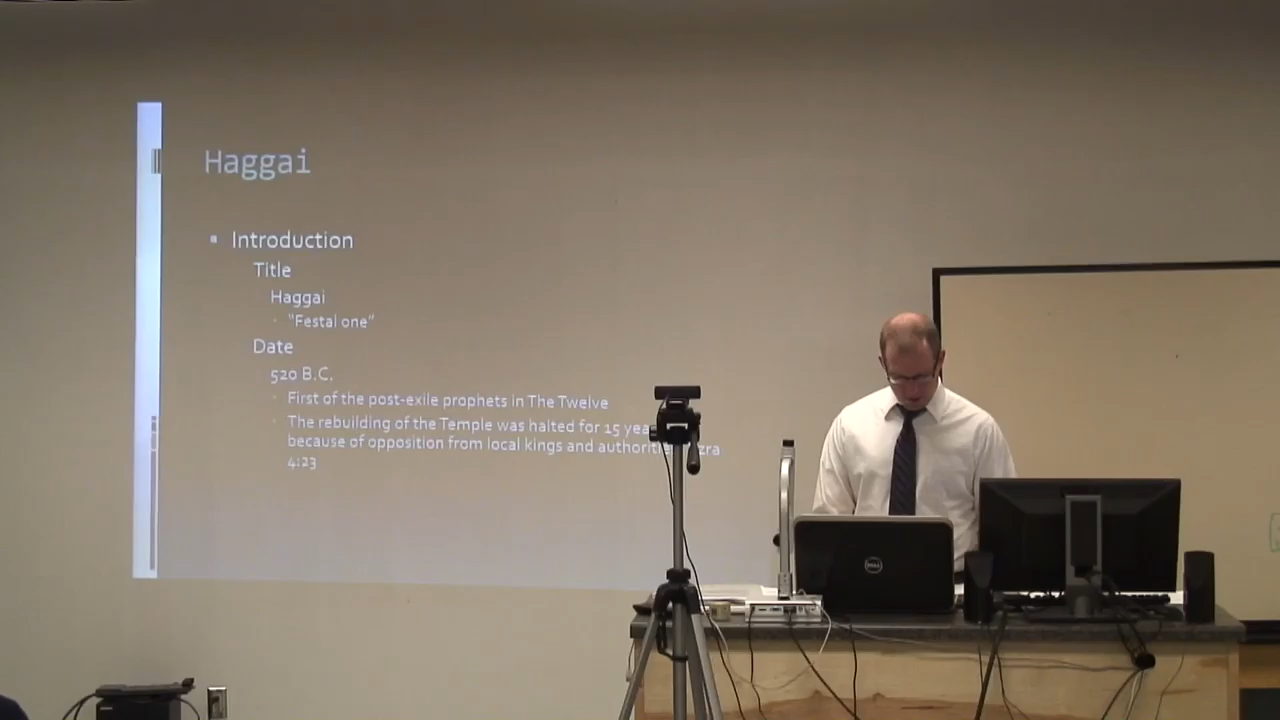 Haggai
Introduction
Title
Haggai
"Festal one"
Date
520 B.C.
First of the post-exile prophets in The Twelve
The rebuilding of the Temple was halted for 15
because of opposition from local kings and
4:23
DELL